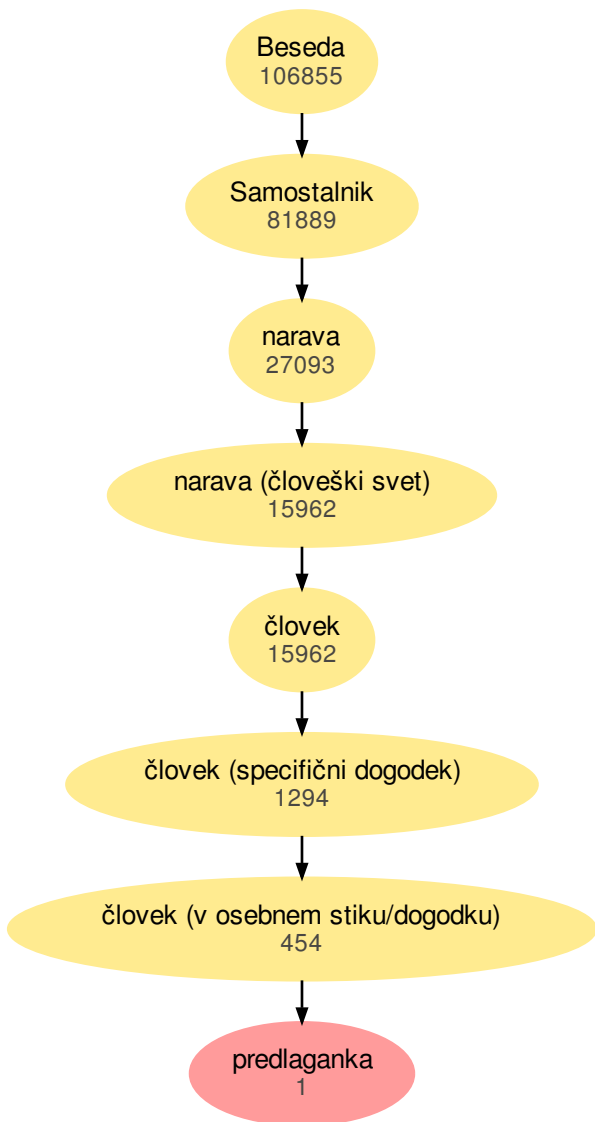 Beseda
106855
Samostalnik
81889
narava
27093
narava (človeški svet)
15962
človek
15962
človek (specifični dogodek)
1294
človek (v osebnem stiku/dogodku)
454
predlaganka
1